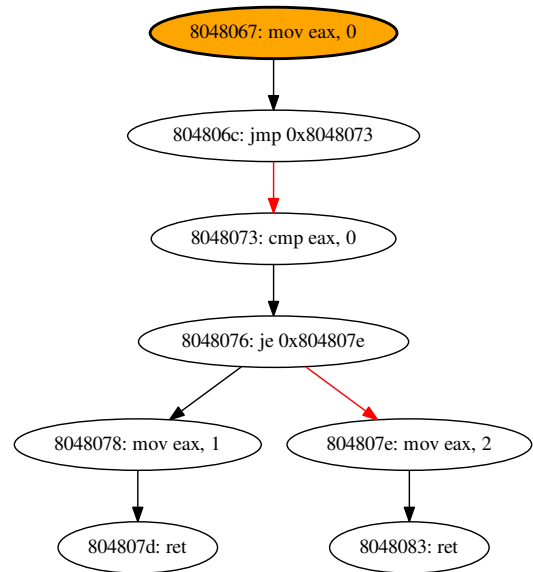 8048067: mov eax, 0
804806c: jmp 0x8048073
8048073: cmp eax, 0
8048076: je 0x804807e
8048078: mov eax, 1
804807e: mov eax, 2
804807d: ret
8048083: ret